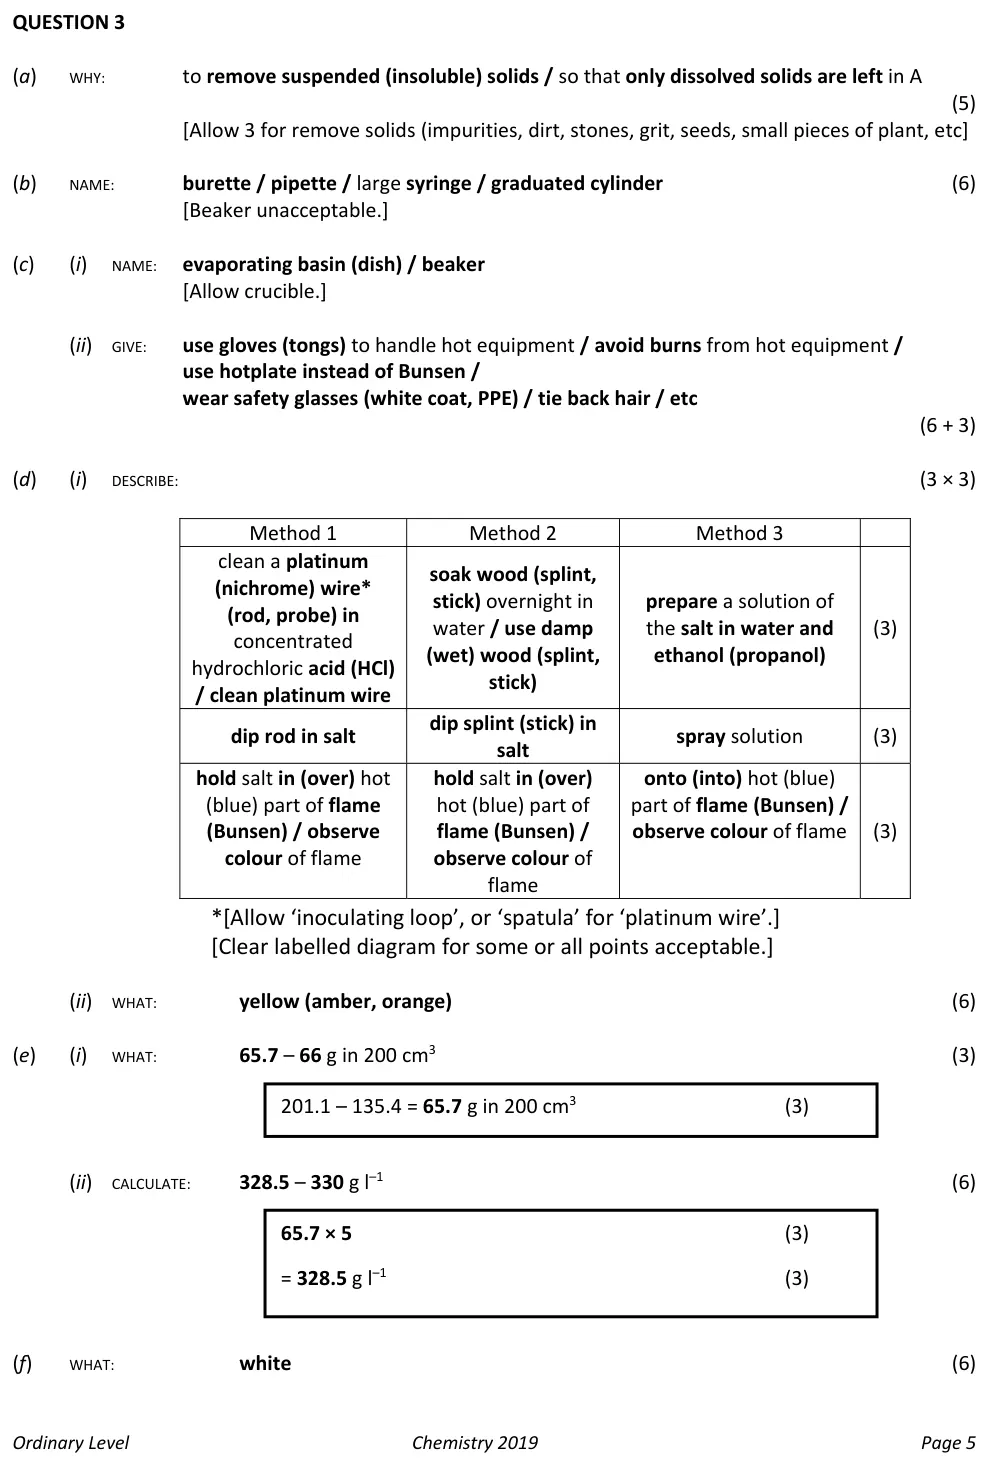 QUESTION 3
(a) WHY: to remove suspended (insoluble) solids / so that only dissolved solids are left in A
(5)
[Allow 3 for remove solids (impurities, dirt, stones, grit, seeds, small pieces of plant, etc]
(b) NAME: burette / pipette / large syringe / graduated cylinder (6)
[Beaker unacceptable.]
(c) (i) NAME: evaporating basin (dish) / beaker
[Allow crucible.]
(ii) GIVE: use gloves (tongs) to handle hot equipment / avoid burns from hot equipment /
use hotplate instead of Bunsen /
wear safety glasses (white coat, PPE) / tie back hair / etc
(6 + 3)
(d) (i) DESCRIBE: (3 × 3)
Method 1 Method 2 Method 3
clean a platinum
(nichrome) wire*
(rod, probe) in
concentrated
hydrochloric acid (HCl)
/ clean platinum wire
soak wood (splint,
stick) overnight in
water / use damp
(wet) wood (splint,
stick)
prepare a solution of
the salt in water and
ethanol (propanol)
(3)
dip rod in salt
dip splint (stick) in
salt
spray solution
(3)
hold salt in (over) hot
(blue) part of flame
(Bunsen) / observe
colour of flame
hold salt in (over)
hot (blue) part of
flame (Bunsen) /
observe colour of
flame
onto (into) hot (blue)
part of flame (Bunsen) /
observe colour of flame
(3)
*[Allow ‘inoculating loop’, or ‘spatula’ for ‘platinum wire’.]
[Clear labelled diagram for some or all points acceptable.]
(ii) WHAT: yellow (amber, orange) (6)
(e) (i) WHAT: 65.7 – 66 g in 200 cm³ (3)
201.1 – 135.4 = 65.7 g in 200 cm³ (3)
(ii) CALCULATE: 328.5 – 330 g l⁻¹ (6)
65.7 × 5 (3)
= 328.5 g l⁻¹ (3)
(f) WHAT: white (6)
Ordinary Level Chemistry 2019 Page 5